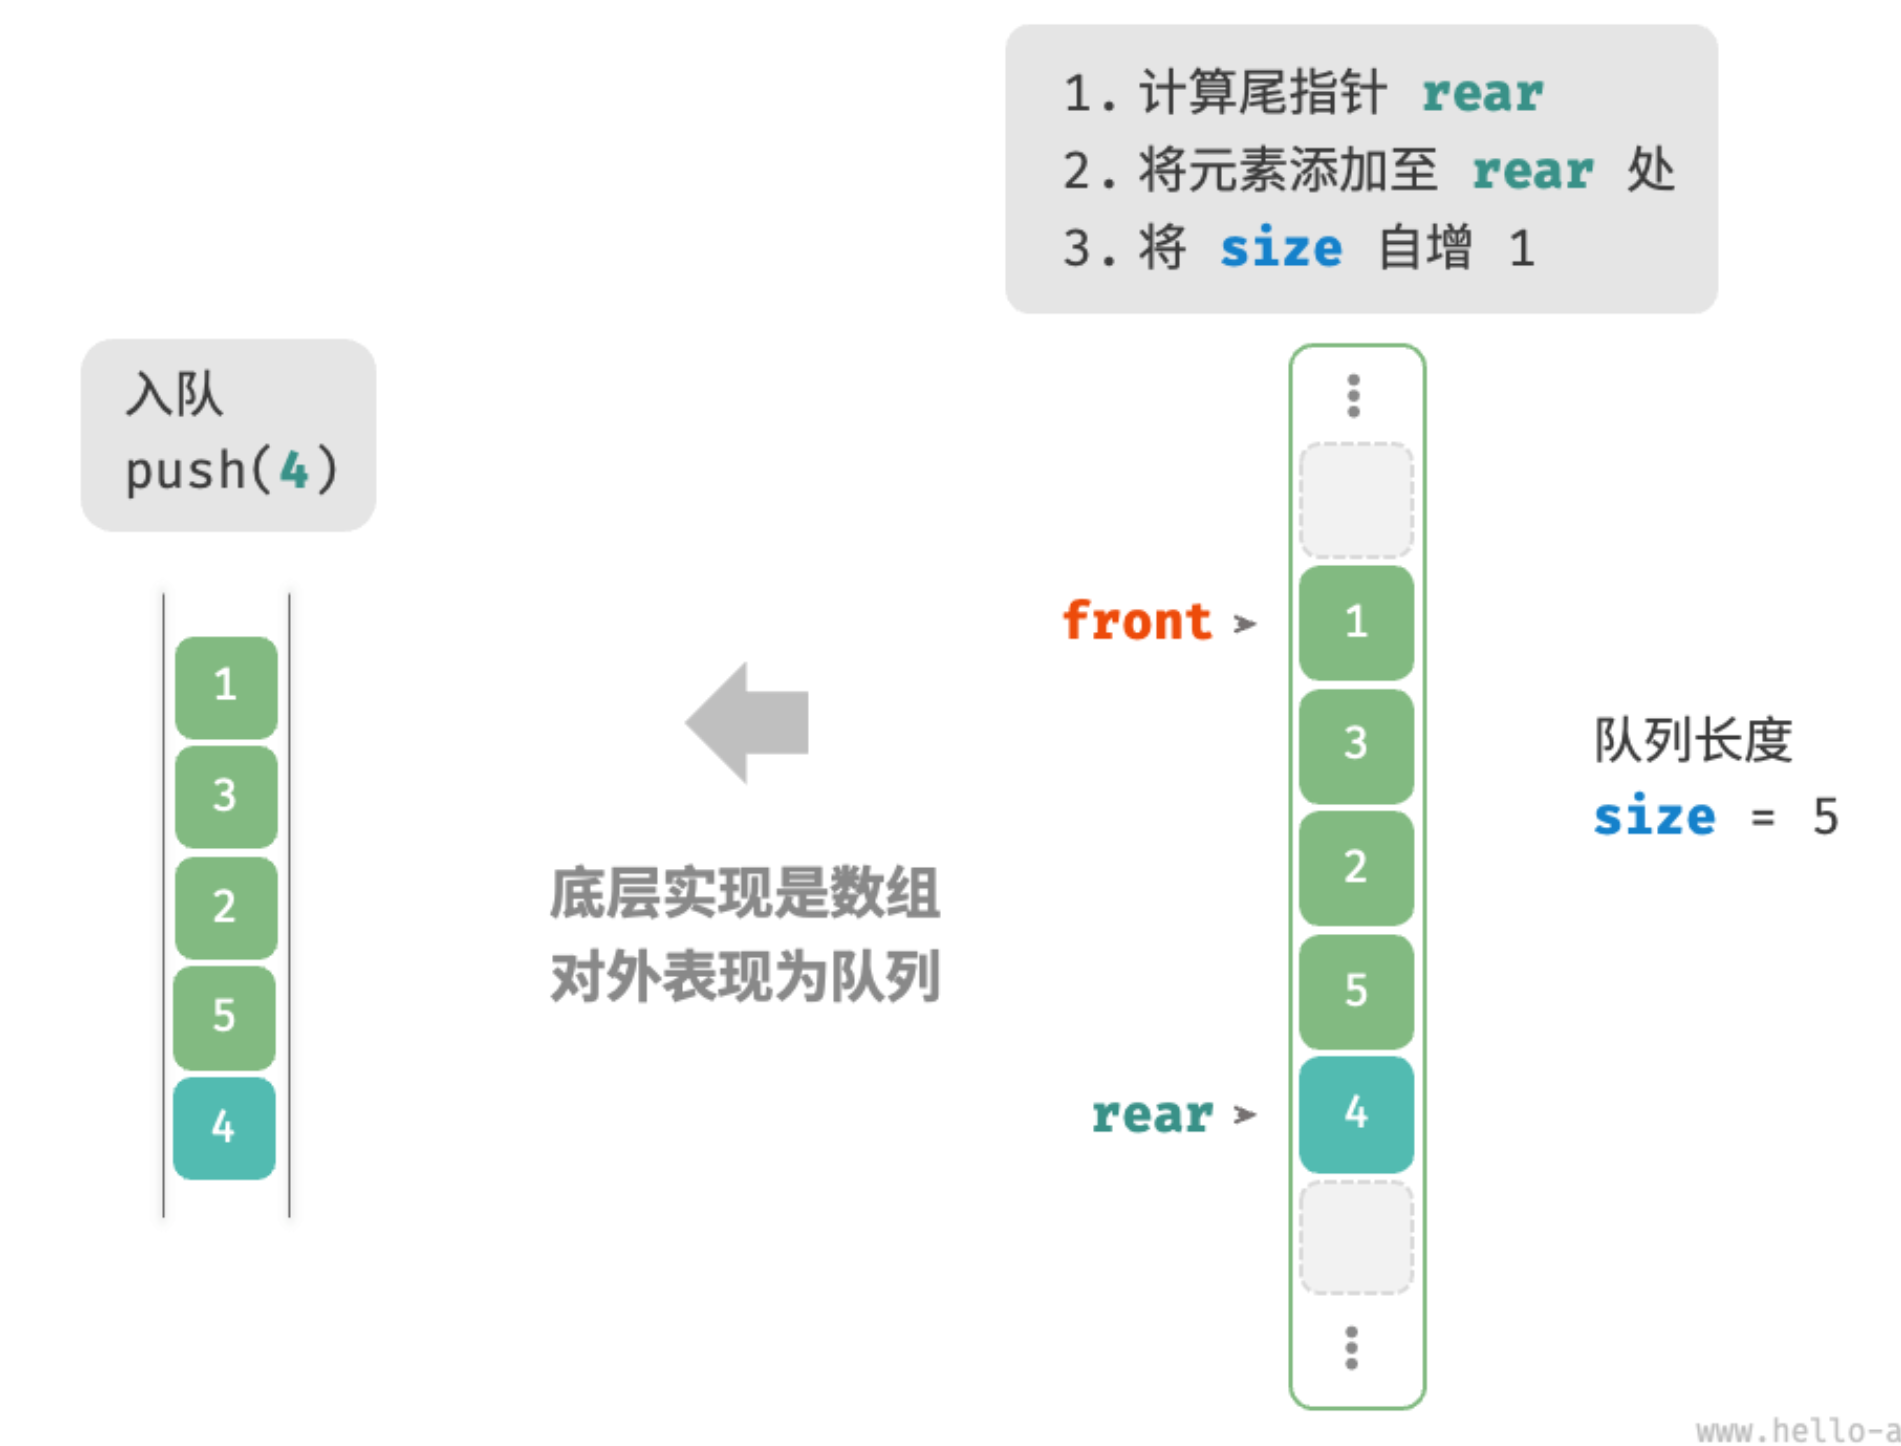 1. 计算尾指针 rear
2. 将元素添加至 rear 处
3. 将 size 自增 1
入队
push(4)
1
3
2
5
4
底层实现是数组
对外表现为队列
front
rear
1
3
2
5
4
队列长度
size = 5
www.hello-a